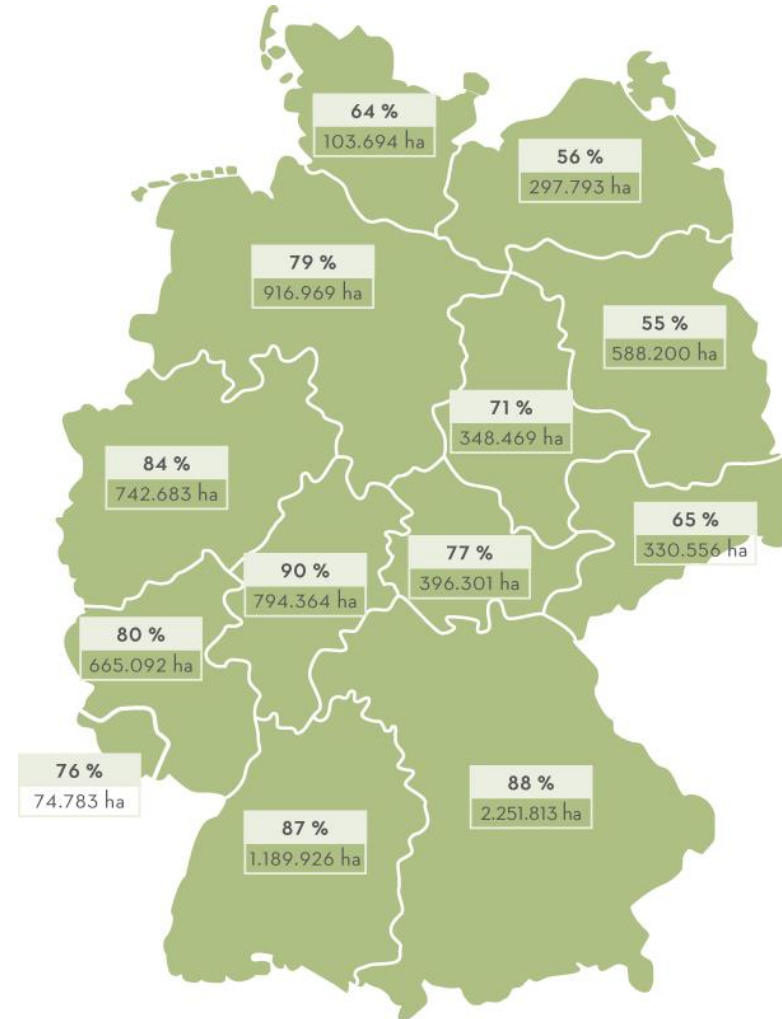 64 %
103.694 ha
56 %
297.793 ha
79 %
916.969 ha
55 %
588.200 ha
71 %
348.469 ha
84 %
742.683 ha
65 %
330.556 ha
77 %
396.301 ha
90 %
794.364 ha
80 %
665.092 ha
76 %
74.783 ha
88 %
2.251.813 ha
87 %
1.189.926 ha